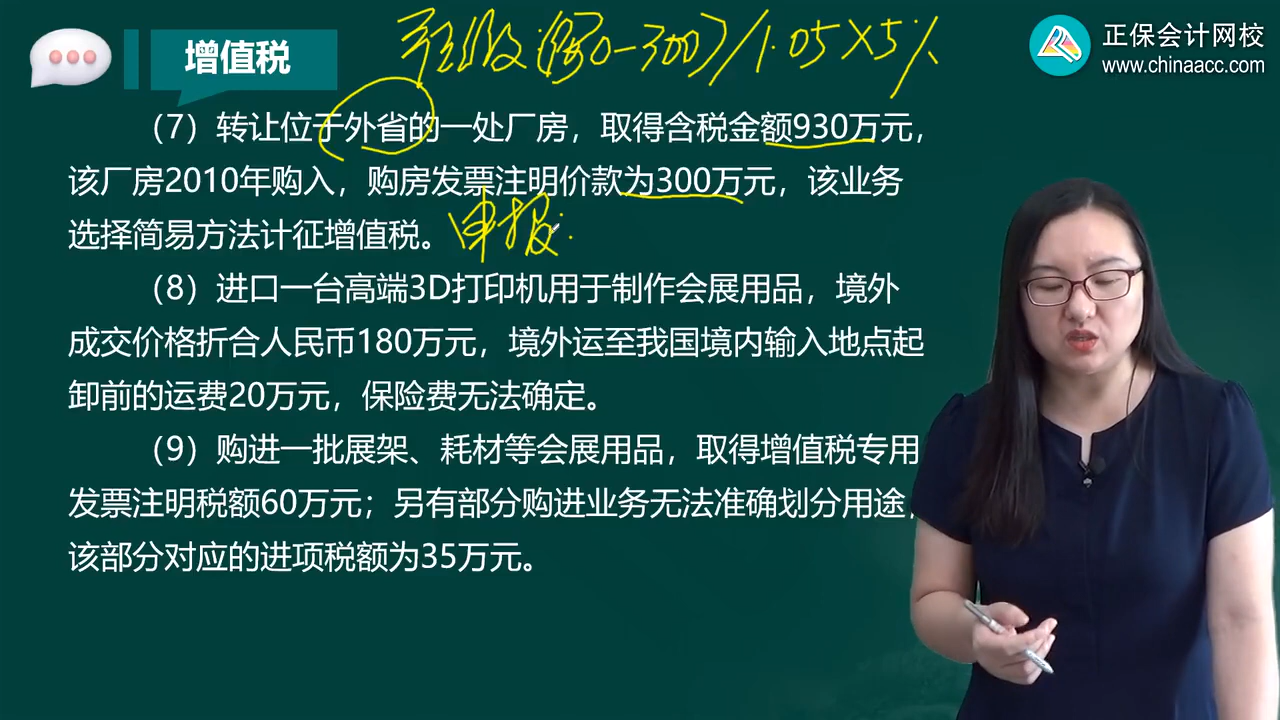 增值税
预缴:(930-300)/1.05×5%
正保会计网校
www.chinaacc.com
（7）转让位于外省的一处厂房，取得含税金额930万元，
该厂房2010年购入，购房发票注明价款为300万元，该业务
选择简易方法计征增值税。申报:
（8）进口一台高端3D打印机用于制作会展用品，境外
成交价格折合人民币180万元，境外运至我国境内输入地点起
卸前的运费20万元，保险费无法确定。
（9）购进一批展架、耗材等会展用品，取得增值税专用
发票注明税额60万元；另有部分购进业务无法准确划分用途，
该部分对应的进项税额为35万元。